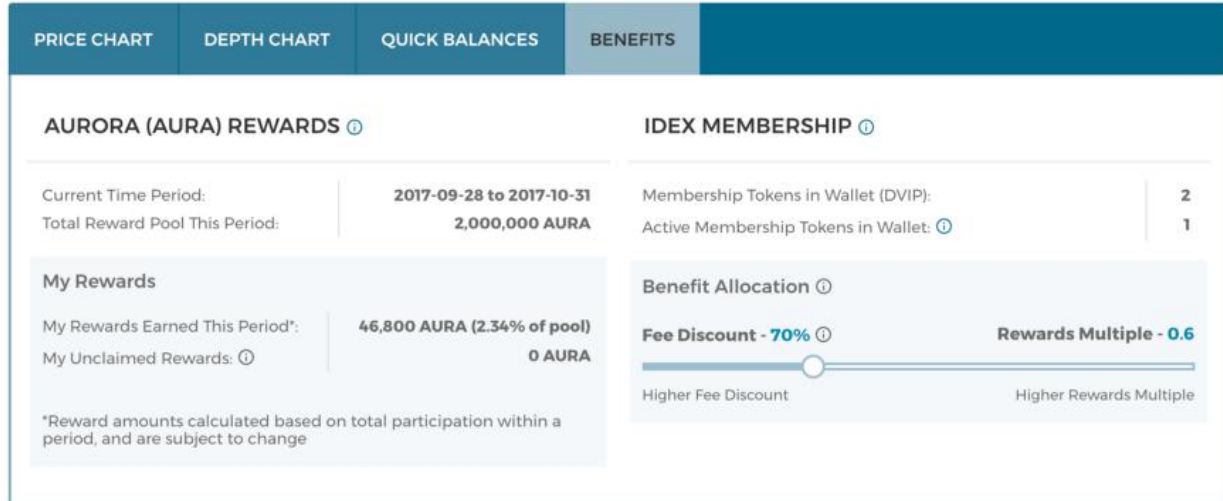 PRICE CHART DEPTH CHART QUICK BALANCES BENEFITS
AURORA (AURA) REWARDS
Current Time Period: 2017-09-28 to 2017-10-31
Total Reward Pool This Period: 2,000,000 AURA
My Rewards
My Rewards Earned This Period*: 46,800 AURA (2.34% of pool)
My Unclaimed Rewards: 0 AURA
*Reward amounts calculated based on total participation within a
period, and are subject to change
IDEX MEMBERSHIP
Membership Tokens in Wallet (DVIP): 2
Active Membership Tokens in Wallet: 1
Benefit Allocation
Fee Discount - 70% Rewards Multiple - 0.6
Higher Fee Discount Higher Rewards Multiple